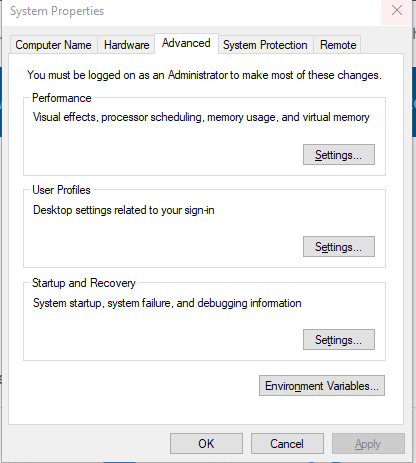 System Properties
Computer Name Hardware Advanced System Protection Remote
You must be logged on as an Administrator to make most of these changes.
Performance
Visual effects, processor scheduling, memory usage, and virtual memory
Settings...
User Profiles
Desktop settings related to your sign-in
Settings...
Startup and Recovery
System startup, system failure, and debugging information
Settings...
Environment Variables...
OK Cancel Apply